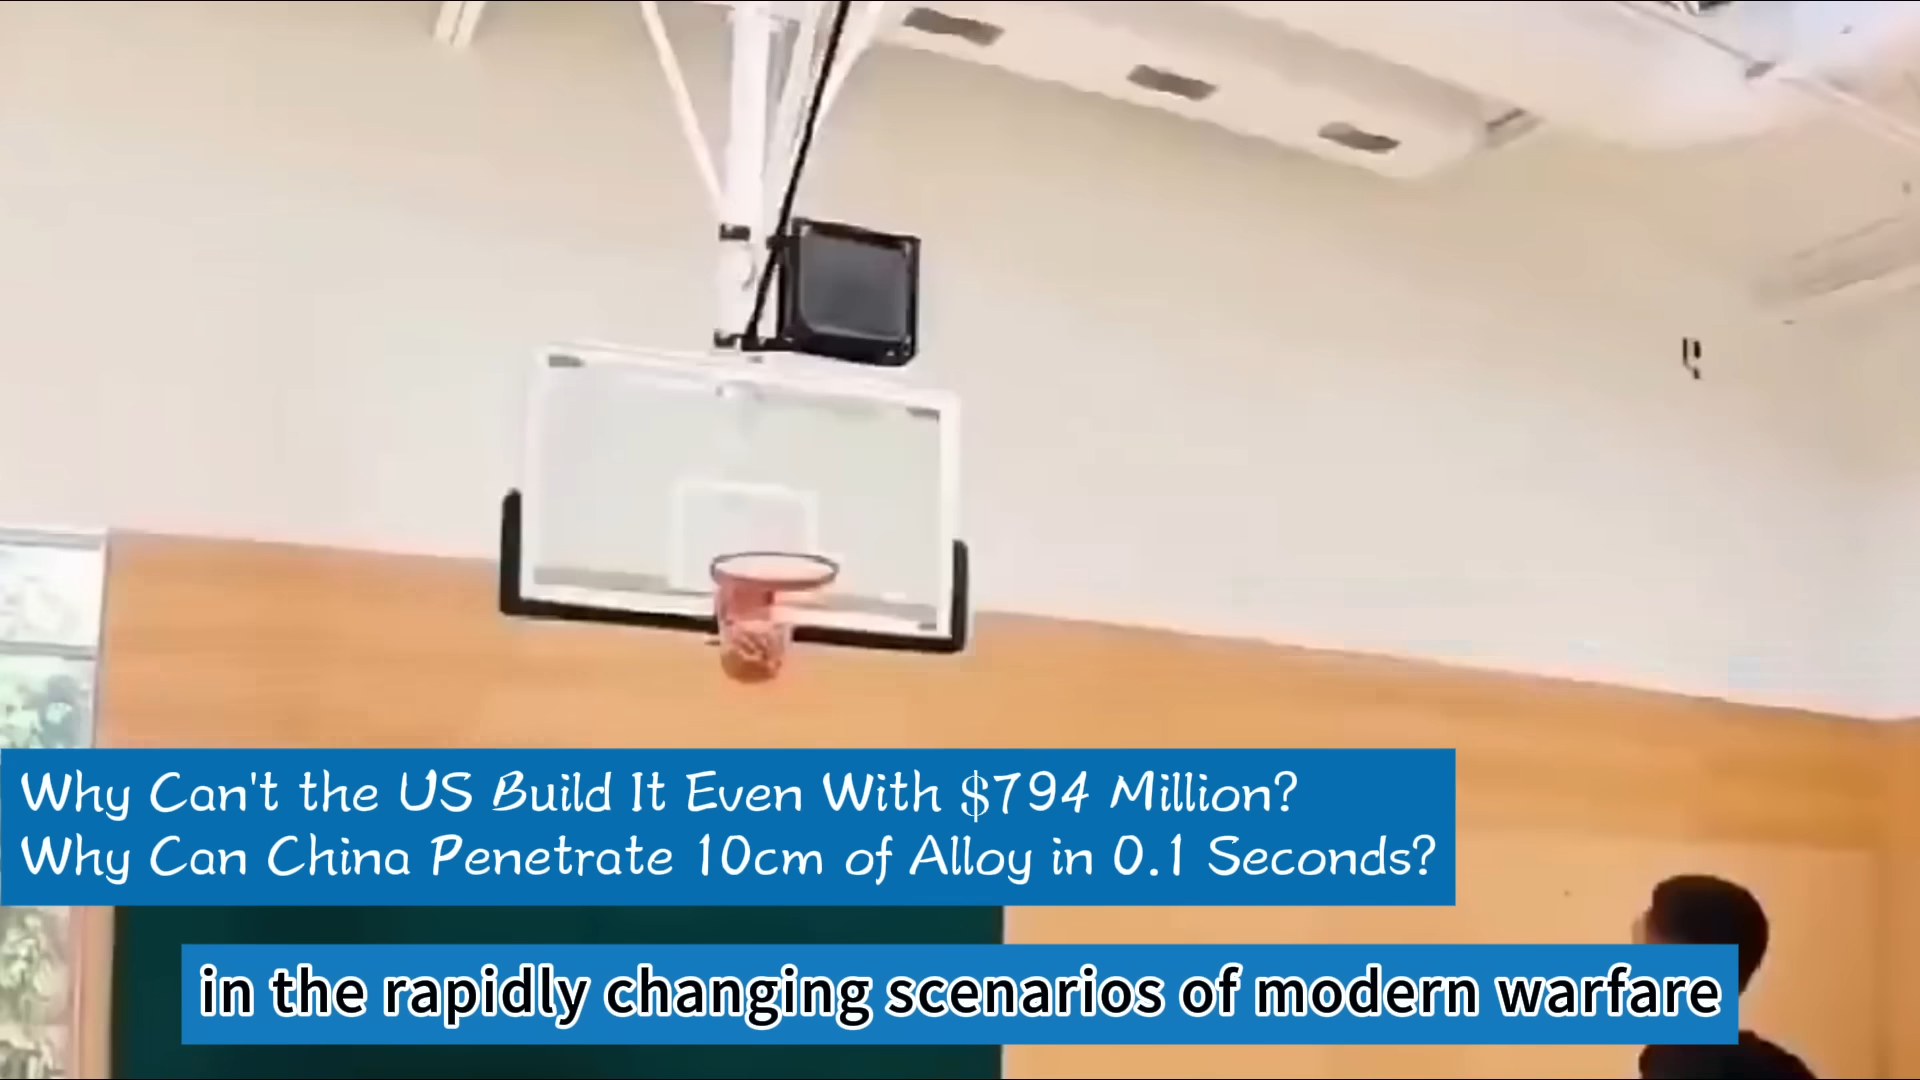 Why Can't the US Build It Even With $794 Million?
Why Can China Penetrate 10cm of Alloy in 0.1 Seconds?
in the rapidly changing scenarios of modern warfare